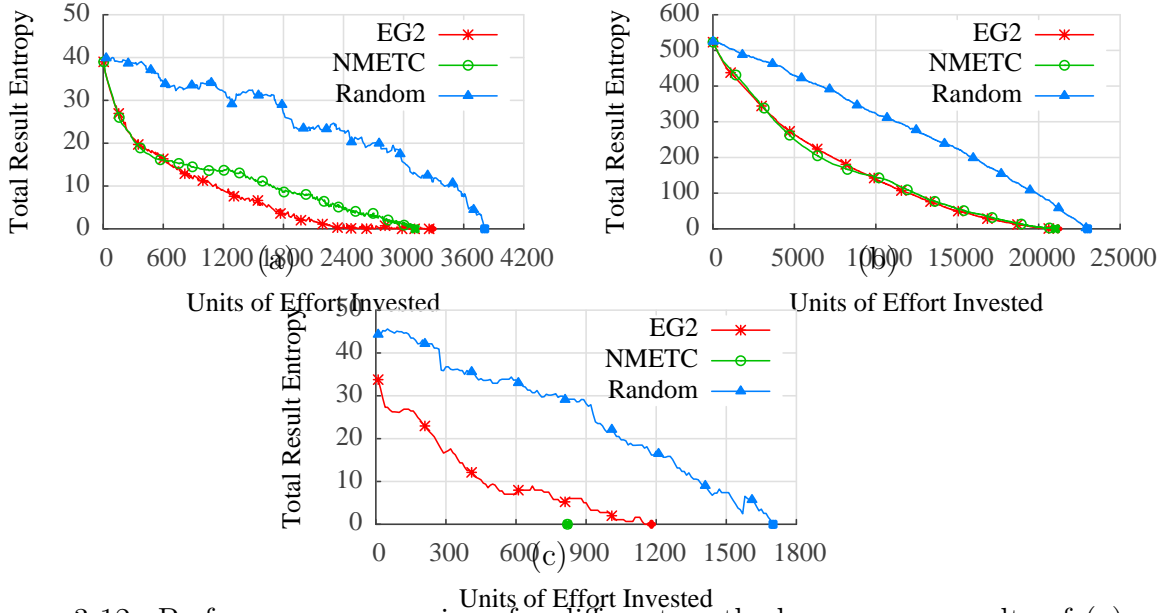 Total Result Entropy
50
40
30
20
10
0
EG2
NMETC
Random
0 600 1200 1800 2400 3000 3600 4200
(a)
Units of Effort Invested
Total Result Entropy
600
500
400
300
200
100
0
EG2
NMETC
Random
0 5000 10000 15000 20000 25000
(b)
Units of Effort Invested
Total Result Entropy
50
40
30
20
10
0
EG2
NMETC
Random
0 300 600 900 1200 1500 1800
(c)
Units of Effort Invested